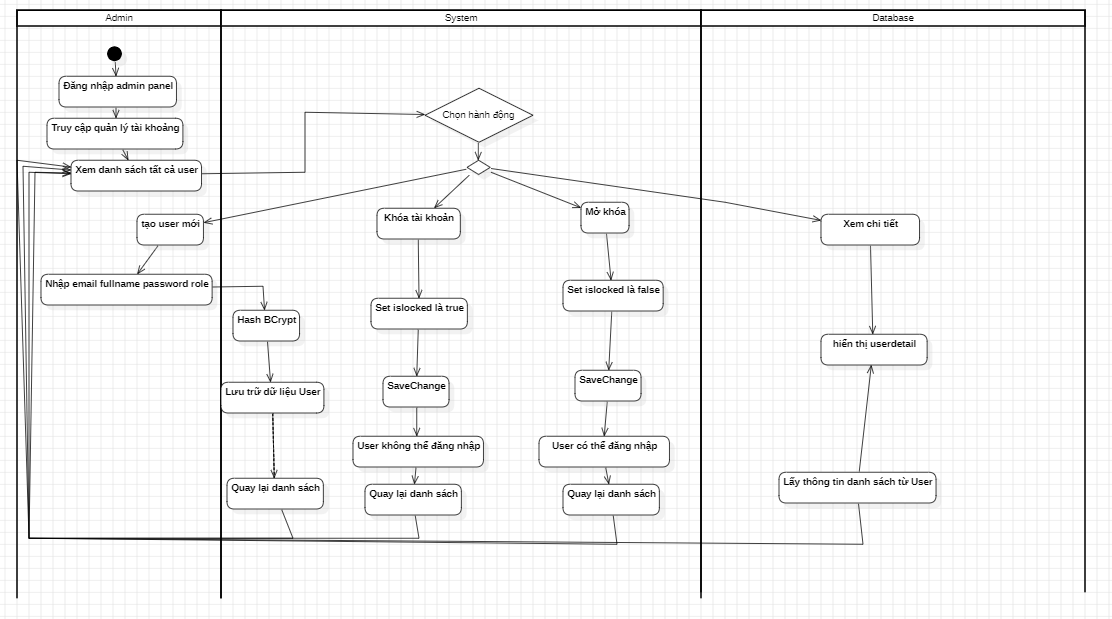 Admin
System
Database
Đăng nhập admin panel
Truy cập quản lý tài khoảng
Xem danh sách tất cả user
Chọn hành động
tạo user mới
Khóa tài khoản
Mở khóa
Xem chi tiết
Nhập email fullname password role
Hash BCrypt
Set islocked là true
Set islocked là false
hiển thị userdetail
Lưu trữ dữ liệu User
SaveChange
SaveChange
User không thể đăng nhập
User có thể đăng nhập
Quay lại danh sách
Quay lại danh sách
Quay lại danh sách
Lấy thông tin danh sách từ User